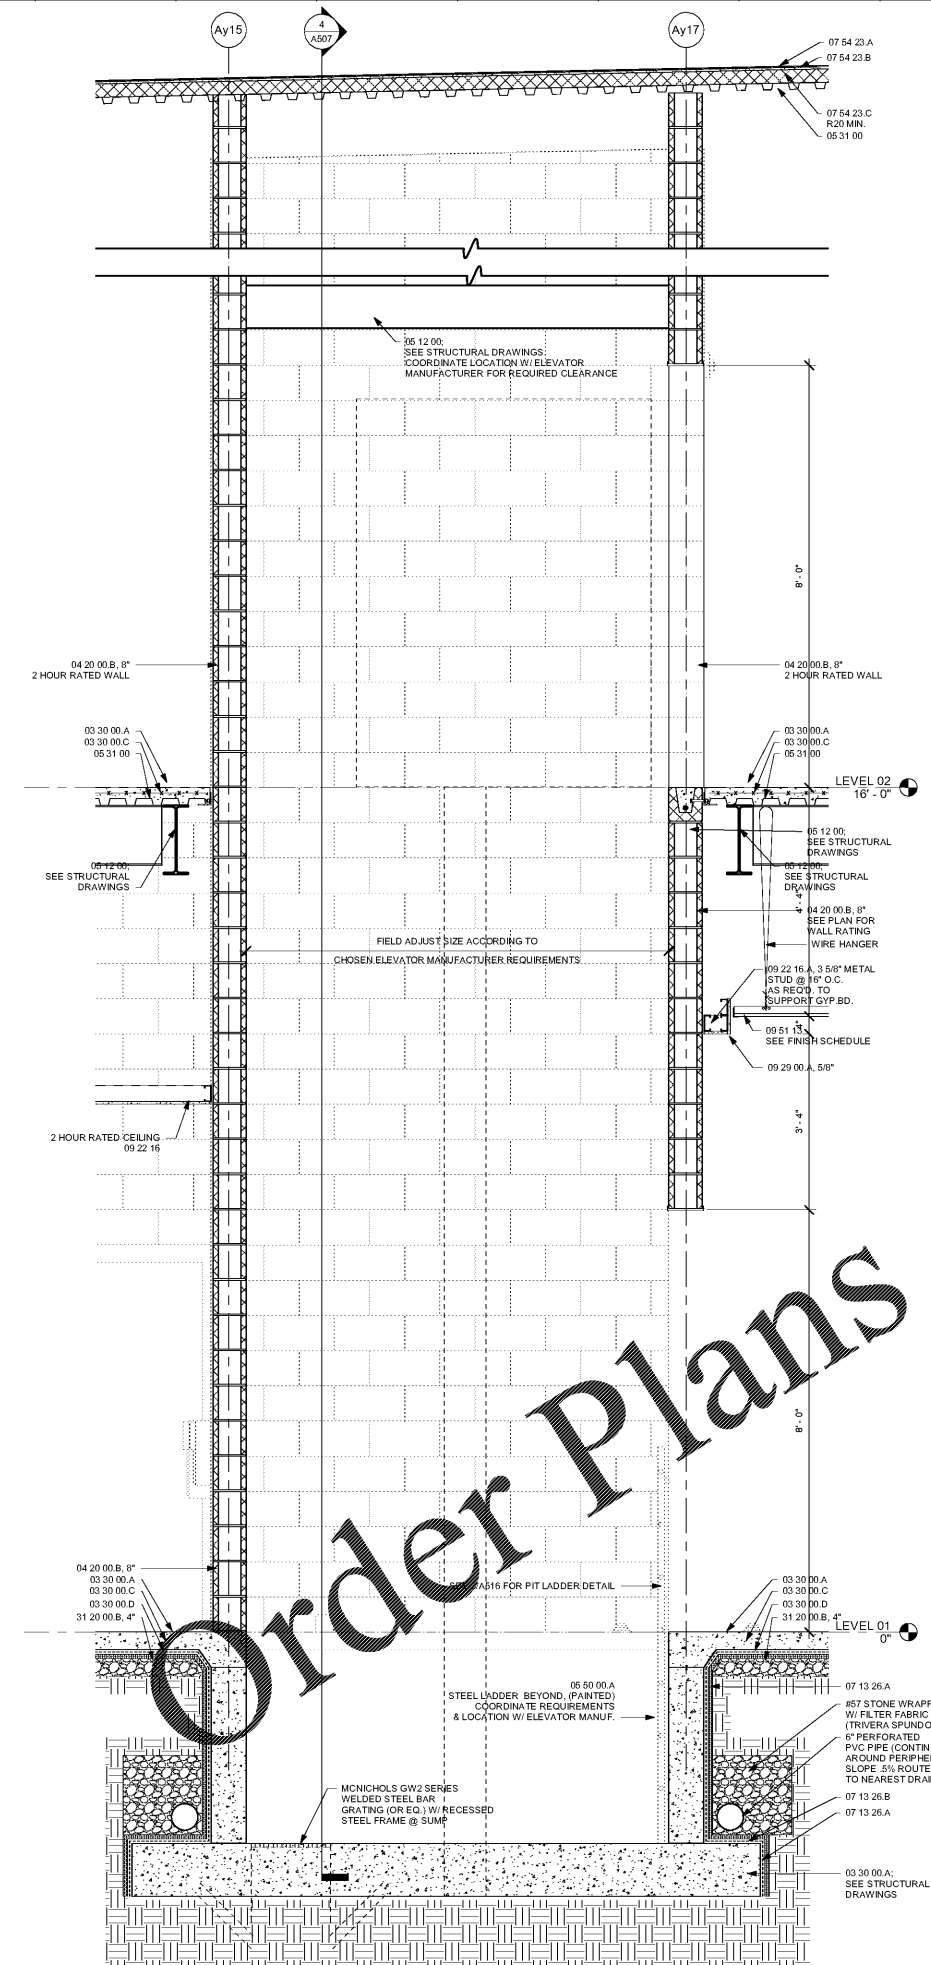 Ay15
4
A507
Ay17
07 54 23.A
07 54 23.B
07 54 23.C
R20 MIN.
05 31 00
05 12 00;
SEE STRUCTURAL DRAWINGS.
COORDINATE LOCATION W/ ELEVATOR
MANUFACTURER FOR REQUIRED CLEARANCE
8' - 0"
04 20 00.B, 8"
2 HOUR RATED WALL
04 20 00.B, 8"
2 HOUR RATED WALL
03 30 00.A
03 30 00.C
05 31 00
03 30 00.A
03 30 00.C
05 31 00
LEVEL 02
16' - 0"
05 12 00;
SEE STRUCTURAL
DRAWINGS
05 12 00;
SEE STRUCTURAL
DRAWINGS
05 12 00;
SEE STRUCTURAL
DRAWINGS
4' - 4"
04 20 00.B, 8"
SEE PLAN FOR
WALL RATING
WIRE HANGER
FIELD ADJUST SIZE ACCORDING TO
CHOSEN ELEVATOR MANUFACTURER REQUIREMENTS
09 22 16.A, 3 5/8" METAL
STUD @ 16" O.C.
AS REQ'D. TO
SUPPORT GYP.BD.
4"
09 51 13
SEE FINISH SCHEDULE
09 29 00.A, 5/8"
2 HOUR RATED CEILING
09 22 16
3' - 4"
Order Plans
8' - 0"
04 20 00.B, 8"
03 30 00.A
03 30 00.C
03 30 00.D
31 20 00.B, 4"
FOR PIT LADDER DETAIL
03 30 00.A
03 30 00.C
03 30 00.D
31 20 00.B, 4"
LEVEL 01
0"
05 50 00.A
STEEL LADDER BEYOND, (PAINTED)
COORDINATE REQUIREMENTS
& LOCATION W/ ELEVATOR MANUF.
07 13 26.A
#57 STONE WRAPP
W/ FILTER FABRIC
(TRIVERA SPUNDO
6" PERFORATED
PVC PIPE (CONTIN
AROUND PERIPHE
SLOPE .5% ROUTE
TO NEAREST DRAI
07 13 26.B
07 13 26.A
MCNICHOLS GW2 SERIES
WELDED STEEL BAR
GRATING (OR EQ.) W/ RECESSED
STEEL FRAME @ SUMP
03 30 00.A;
SEE STRUCTURAL
DRAWINGS